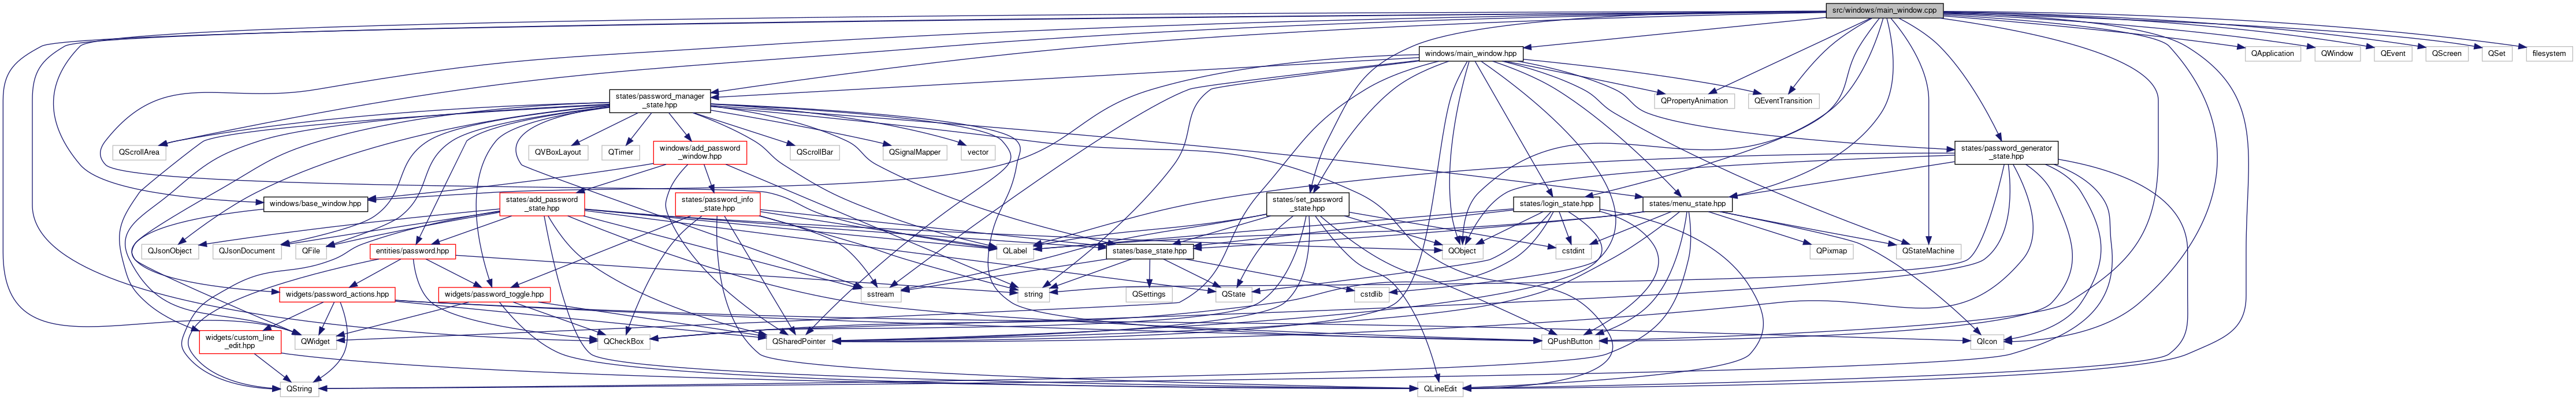 src/windows/main_window.cpp
windows/main_window.hpp
QApplication
QWindow
QEvent
QScreen
QSet
filesystem
states/password_manager
_state.hpp
QPropertyAnimation
QEventTransition
QScrollArea
QVBoxLayout
QTimer
windows/add_password
_window.hpp
QScrollBar
QSignalMapper
vector
states/password_generator
_state.hpp
windows/base_window.hpp
states/add_password
_state.hpp
states/password_info
_state.hpp
states/set_password
_state.hpp
states/login_state.hpp
states/menu_state.hpp
QJsonObject
QJsonDocument
QFile
entities/password.hpp
QLabel
states/base_state.hpp
QObject
cstdint
QPixmap
QStateMachine
widgets/password_actions.hpp
widgets/password_toggle.hpp
sstream
string
QSettings
QState
cstdlib
widgets/custom_line
_edit.hpp
QWidget
QCheckBox
QSharedPointer
QPushButton
QIcon
QString
QLineEdit